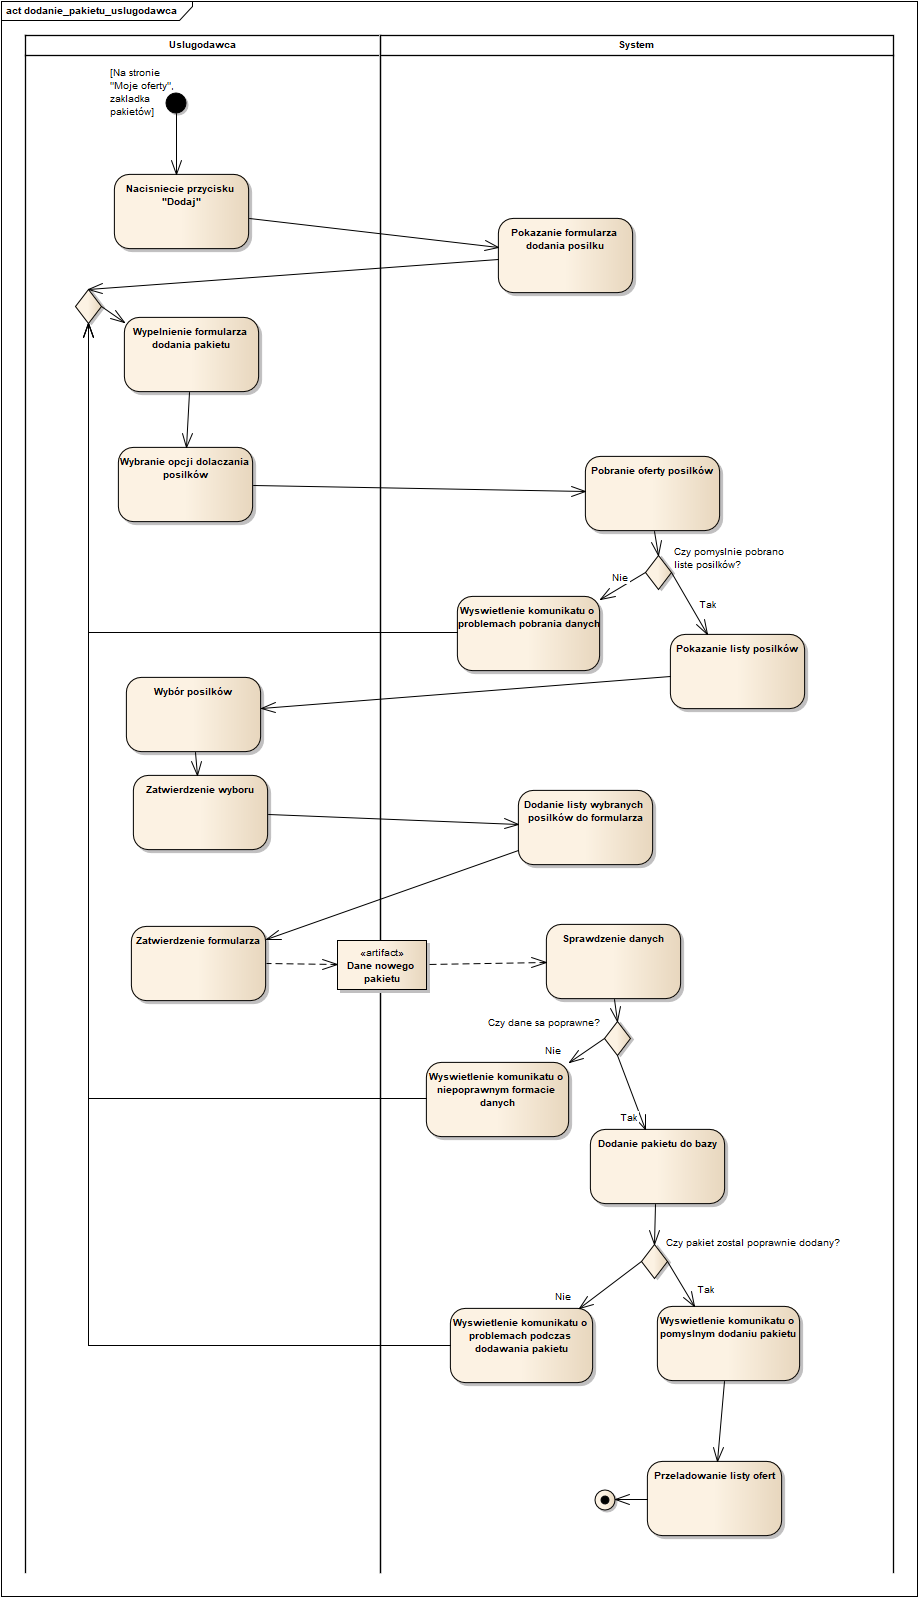 act dodanie_pakietu_uslugodawca
Uslugodawca
System
[Na stronie
"Moje oferty",
zakladka
pakietów]
Nacisniecie przycisku
"Dodaj"
Pokazanie formularza
dodania posilku
Wypelnienie formularza
dodania pakietu
Wybranie opcji dolaczania
posilków
Pobranie oferty posilków
Czy pomyslnie pobrano
liste posilków?
Nie
Tak
Wyswietlenie komunikatu o
problemach pobrania danych
Pokazanie listy posilków
Wybór posilków
Zatwierdzenie wyboru
Dodanie listy wybranych
posilków do formularza
Zatwierdzenie formularza
«artifact»
Dane nowego
pakietu
Sprawdzenie danych
Czy dane sa poprawne?
Nie
Wyswietlenie komunikatu o
niepoprawnym formacie
danych
Tak
Dodanie pakietu do bazy
Czy pakiet zostal poprawnie dodany?
Nie
Tak
Wyswietlenie komunikatu o
problemach podczas
dodawania pakietu
Wyswietlenie komunikatu o
pomyslnym dodaniu pakietu
Przeladowanie listy ofert